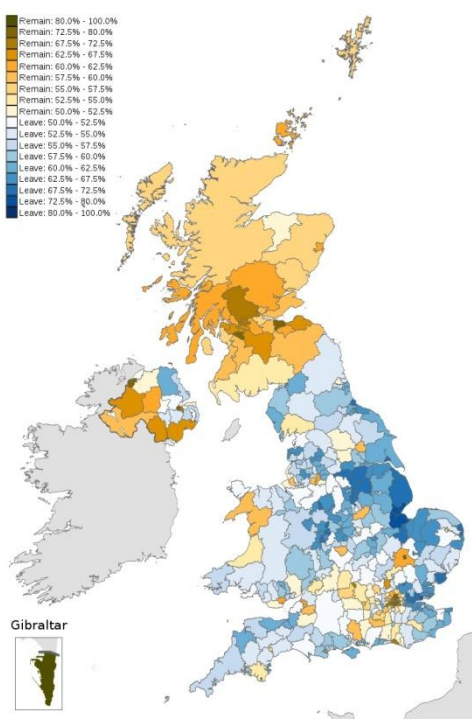 Remain: 80.0% - 100.0%
Remain: 72.5% - 80.0%
Remain: 67.5% - 72.5%
Remain: 62.5% - 67.5%
Remain: 60.0% - 62.5%
Remain: 57.5% - 60.0%
Remain: 55.0% - 57.5%
Remain: 52.5% - 55.0%
Remain: 50.0% - 52.5%
Leave: 50.0% - 52.5%
Leave: 52.5% - 55.0%
Leave: 55.0% - 57.5%
Leave: 57.5% - 60.0%
Leave: 60.0% - 62.5%
Leave: 62.5% - 67.5%
Leave: 67.5% - 72.5%
Leave: 72.5% - 80.0%
Leave: 80.0% - 100.0%
Gibraltar